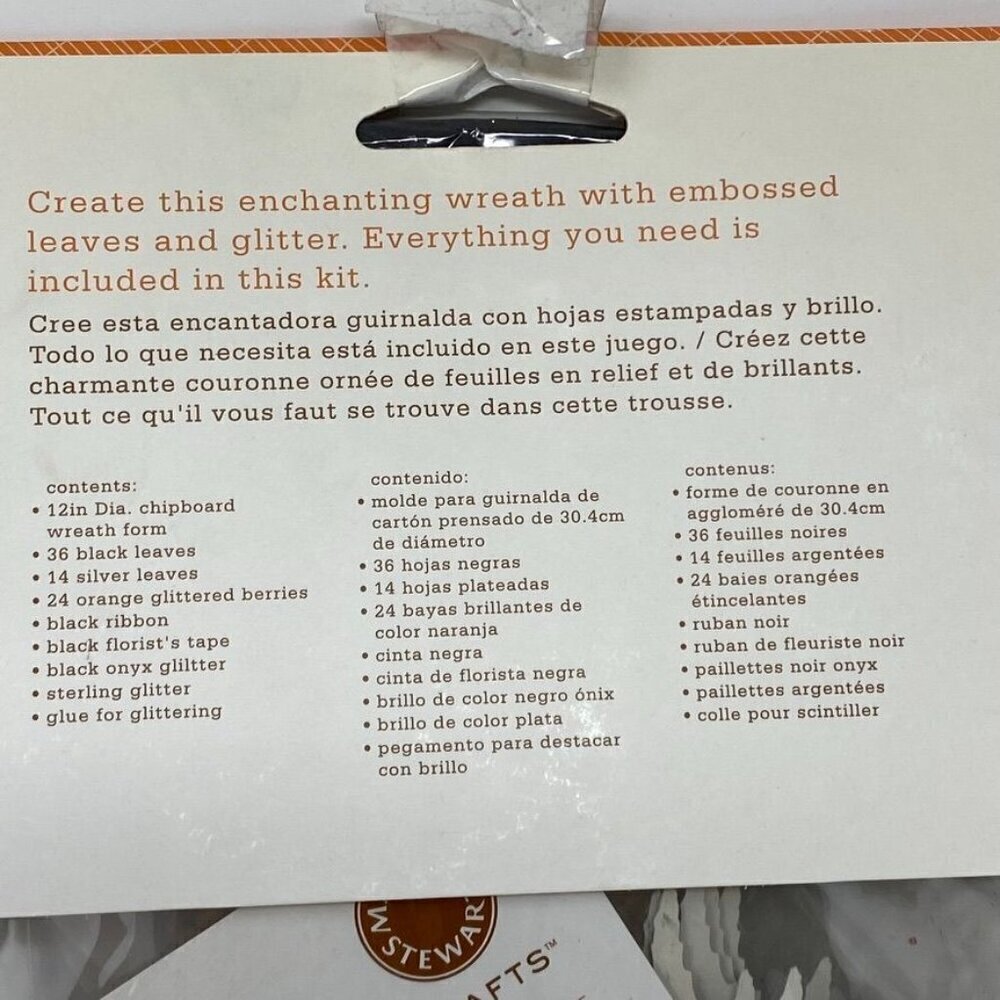 Create this enchanting wreath with embossed
leaves and glitter. Everything you need is
included in this kit.
Cree esta encantadora guirnalda con hojas estampadas y brillo.
Todo lo que necesita está incluido en este juego. / Créez cette
charmante couronne ornée de feuilles en relief et de brillants.
Tout ce qu'il vous faut se trouve dans cette trousse.
contents:
• 12in Dia. chipboard
wreath form
• 36 black leaves
• 14 silver leaves
• 24 orange glittered berries
• black ribbon
• black florist's tape
• black onyx gliltter
• sterling glitter
• glue for glittering
contenido:
• molde para guirnalda de
cartón prensado de 30.4cm
de diámetro
• 36 hojas negras
• 14 hojas plateadas
• 24 bayas brillantes de
color naranja
• cinta negra
• cinta de florista negra
• brillo de color negro ónix
• brillo de color plata
• pegamento para destacar
con brillo
contenus:
• forme de couronne en
aggloméré de 30.4cm
• 36 feuilles noires
• 14 feuilles argentées
• 24 baies orangées
étincelantes
• ruban noir
• ruban de fleuriste noir
• paillettes noir onyx
• paillettes argentées
• colle pour scintiller
M STEWAR
AFTS™